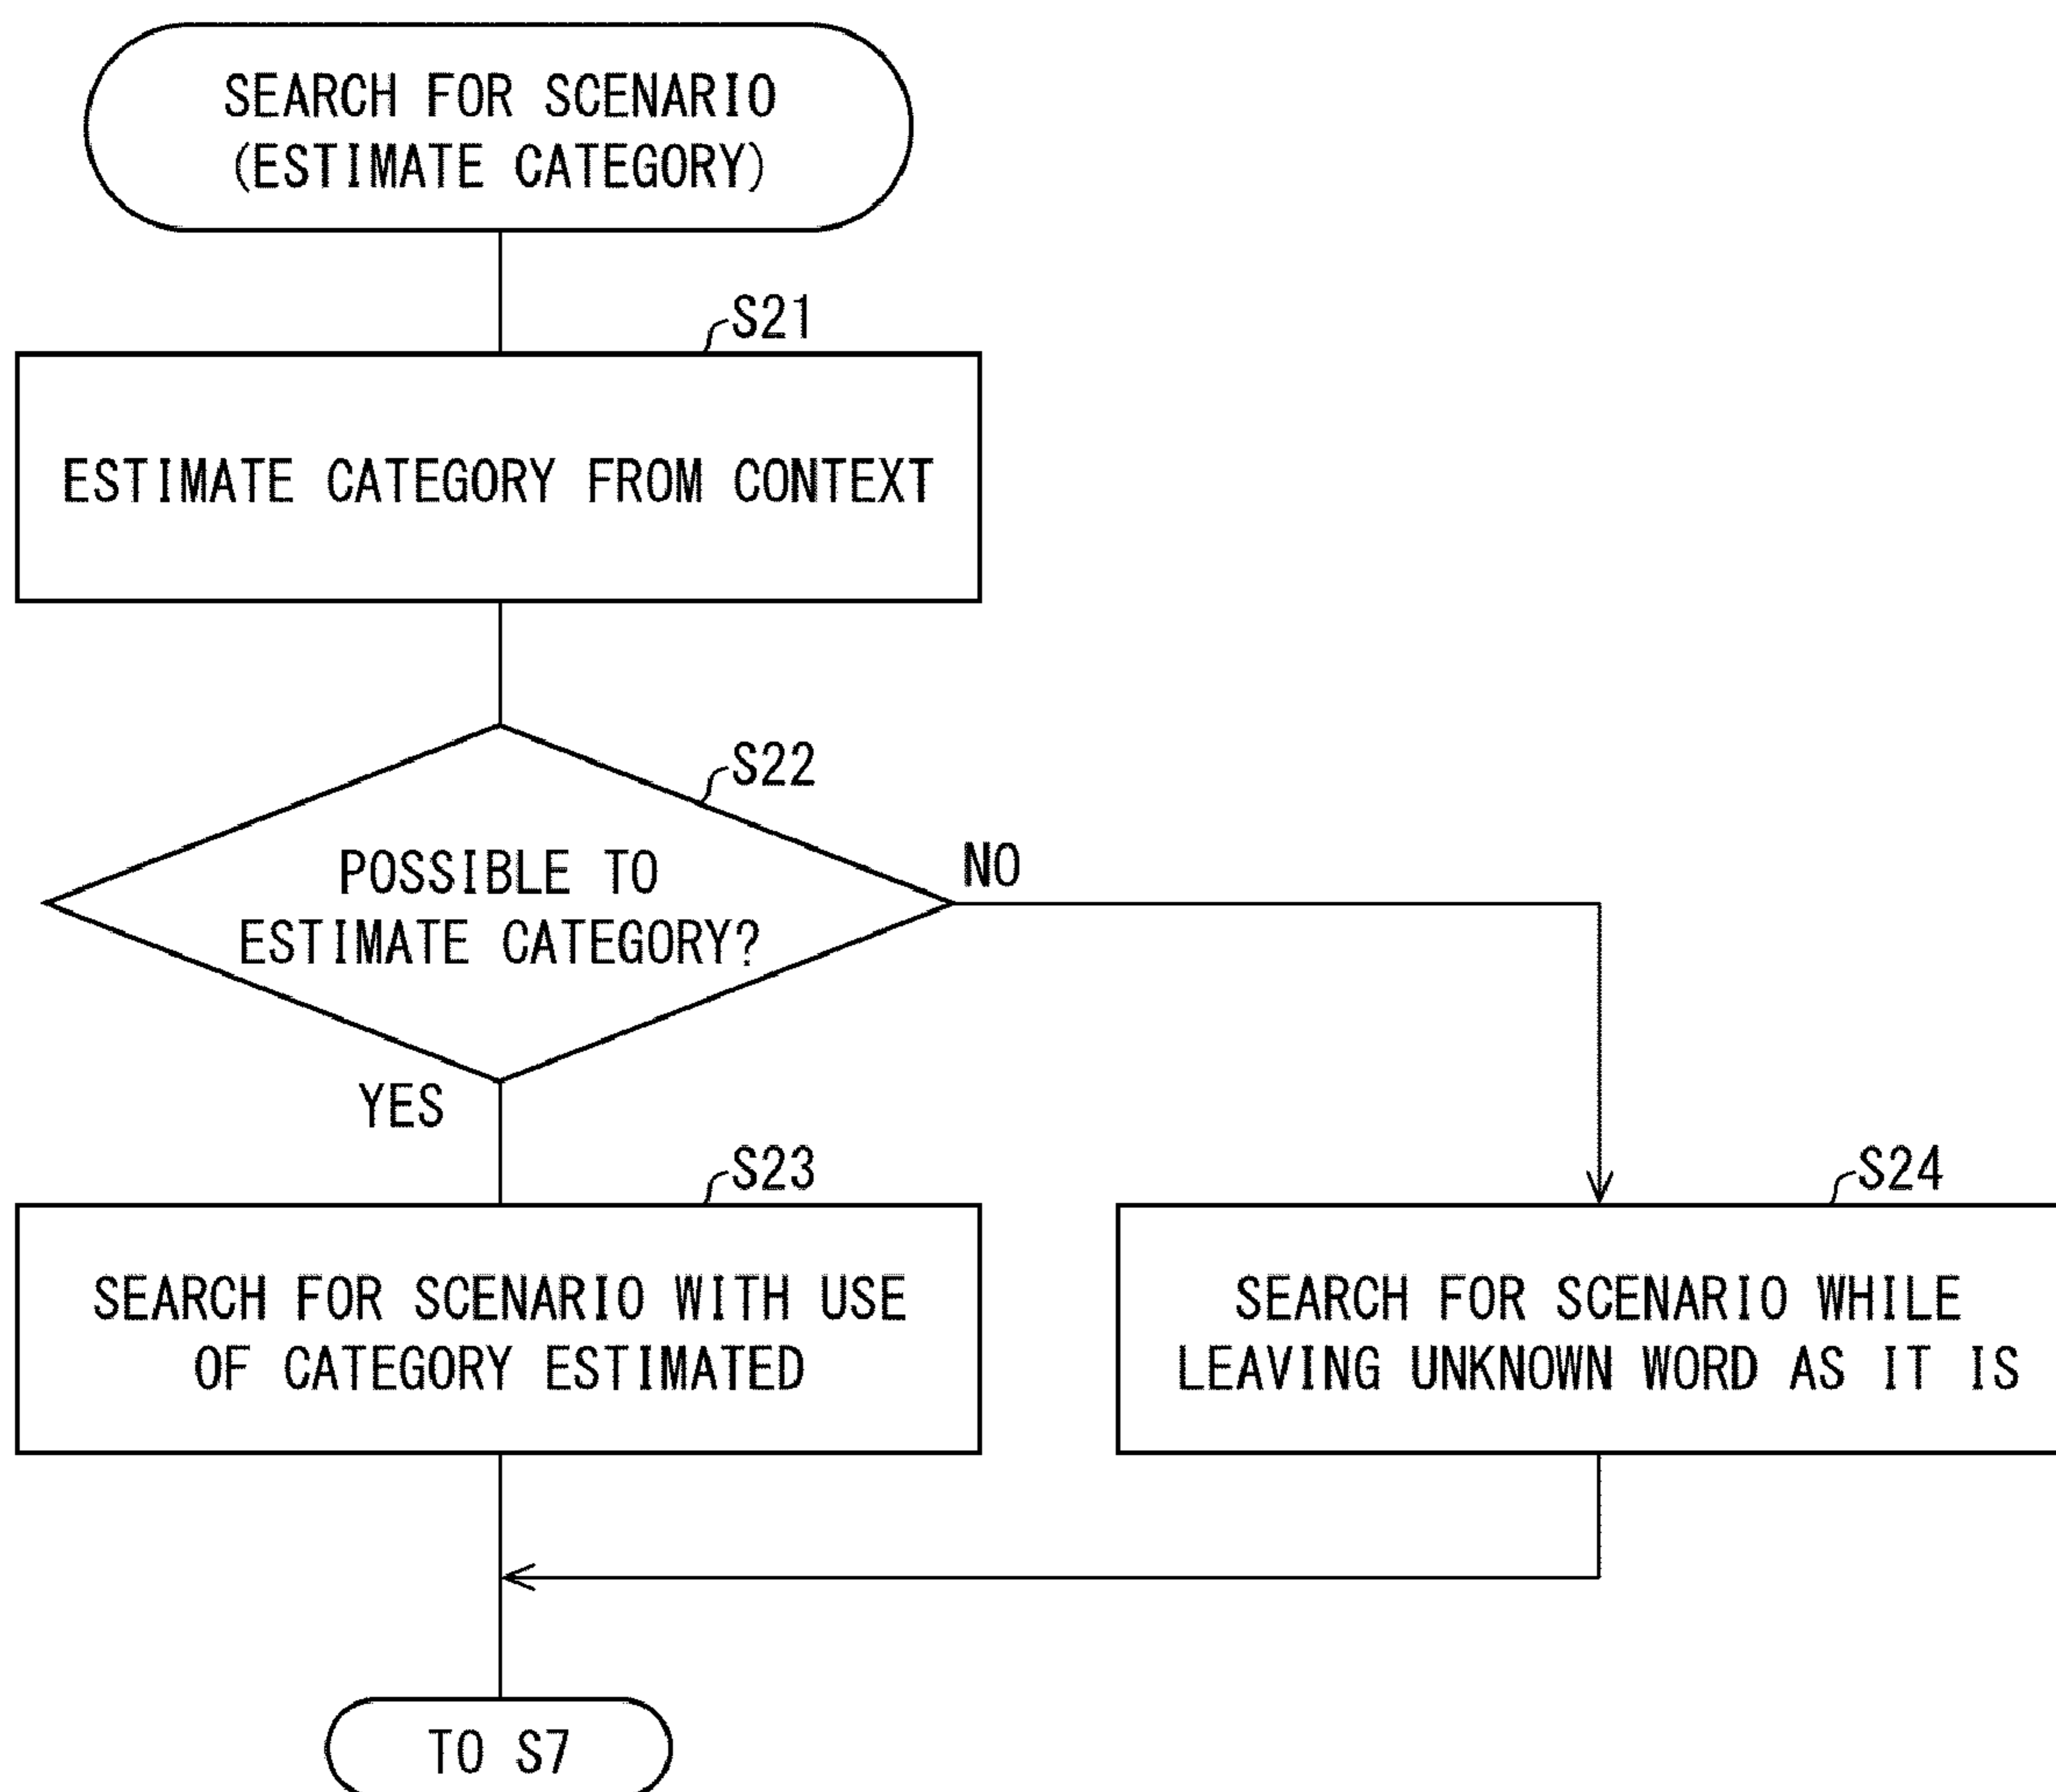 SEARCH FOR SCENARIO
(ESTIMATE CATEGORY)
S21
ESTIMATE CATEGORY FROM CONTEXT
S22
POSSIBLE TO
ESTIMATE CATEGORY?
NO
YES
S23
SEARCH FOR SCENARIO WITH USE
OF CATEGORY ESTIMATED
S24
SEARCH FOR SCENARIO WHILE
LEAVING UNKNOWN WORD AS IT IS
TO S7